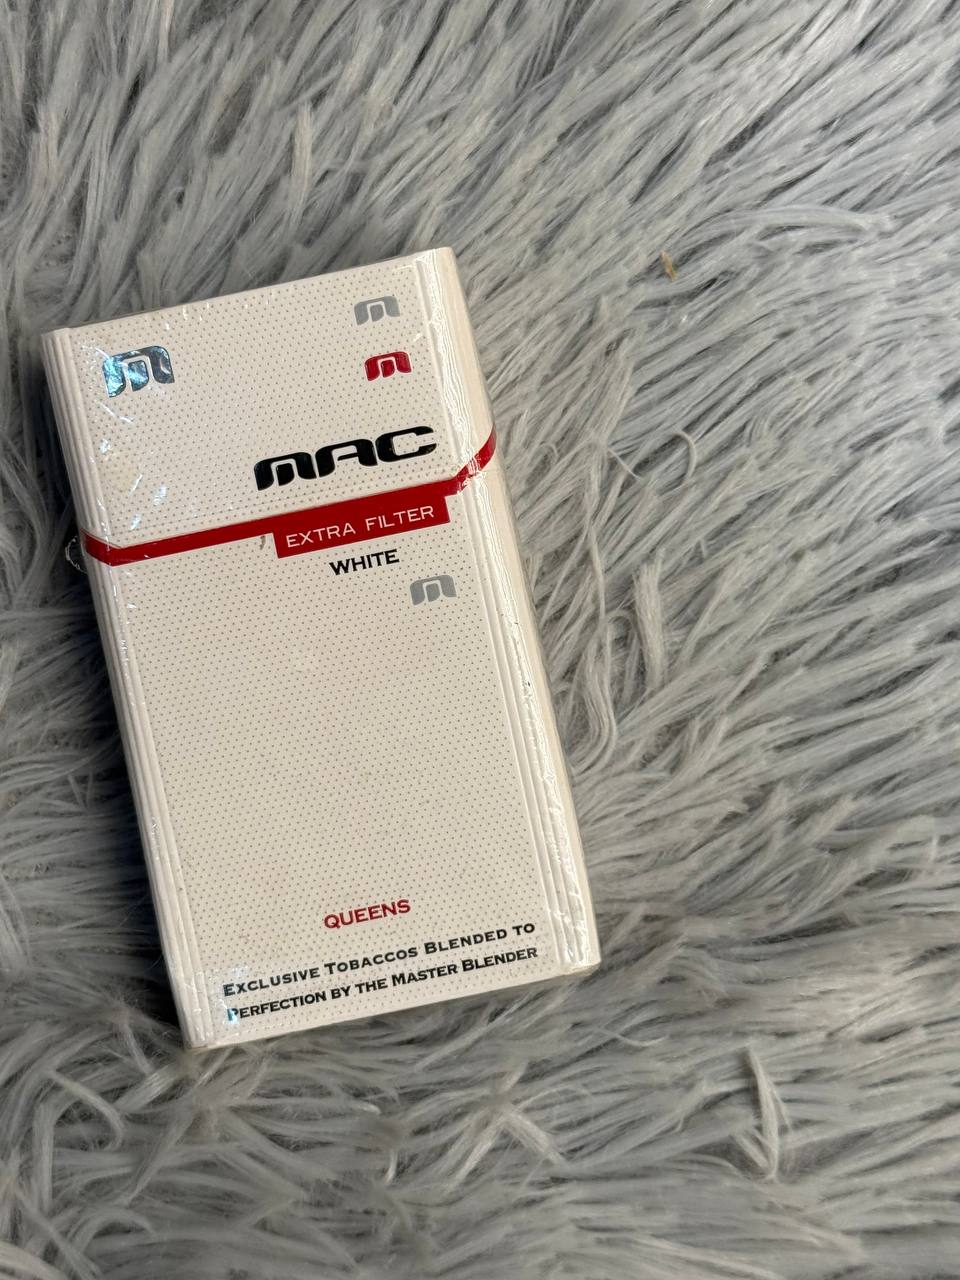 MAC
EXTRA FILTER
WHITE
QUEENS
EXCLUSIVE TOBACCOS BLENDED TO
PERFECTION BY THE MASTER BLENDER